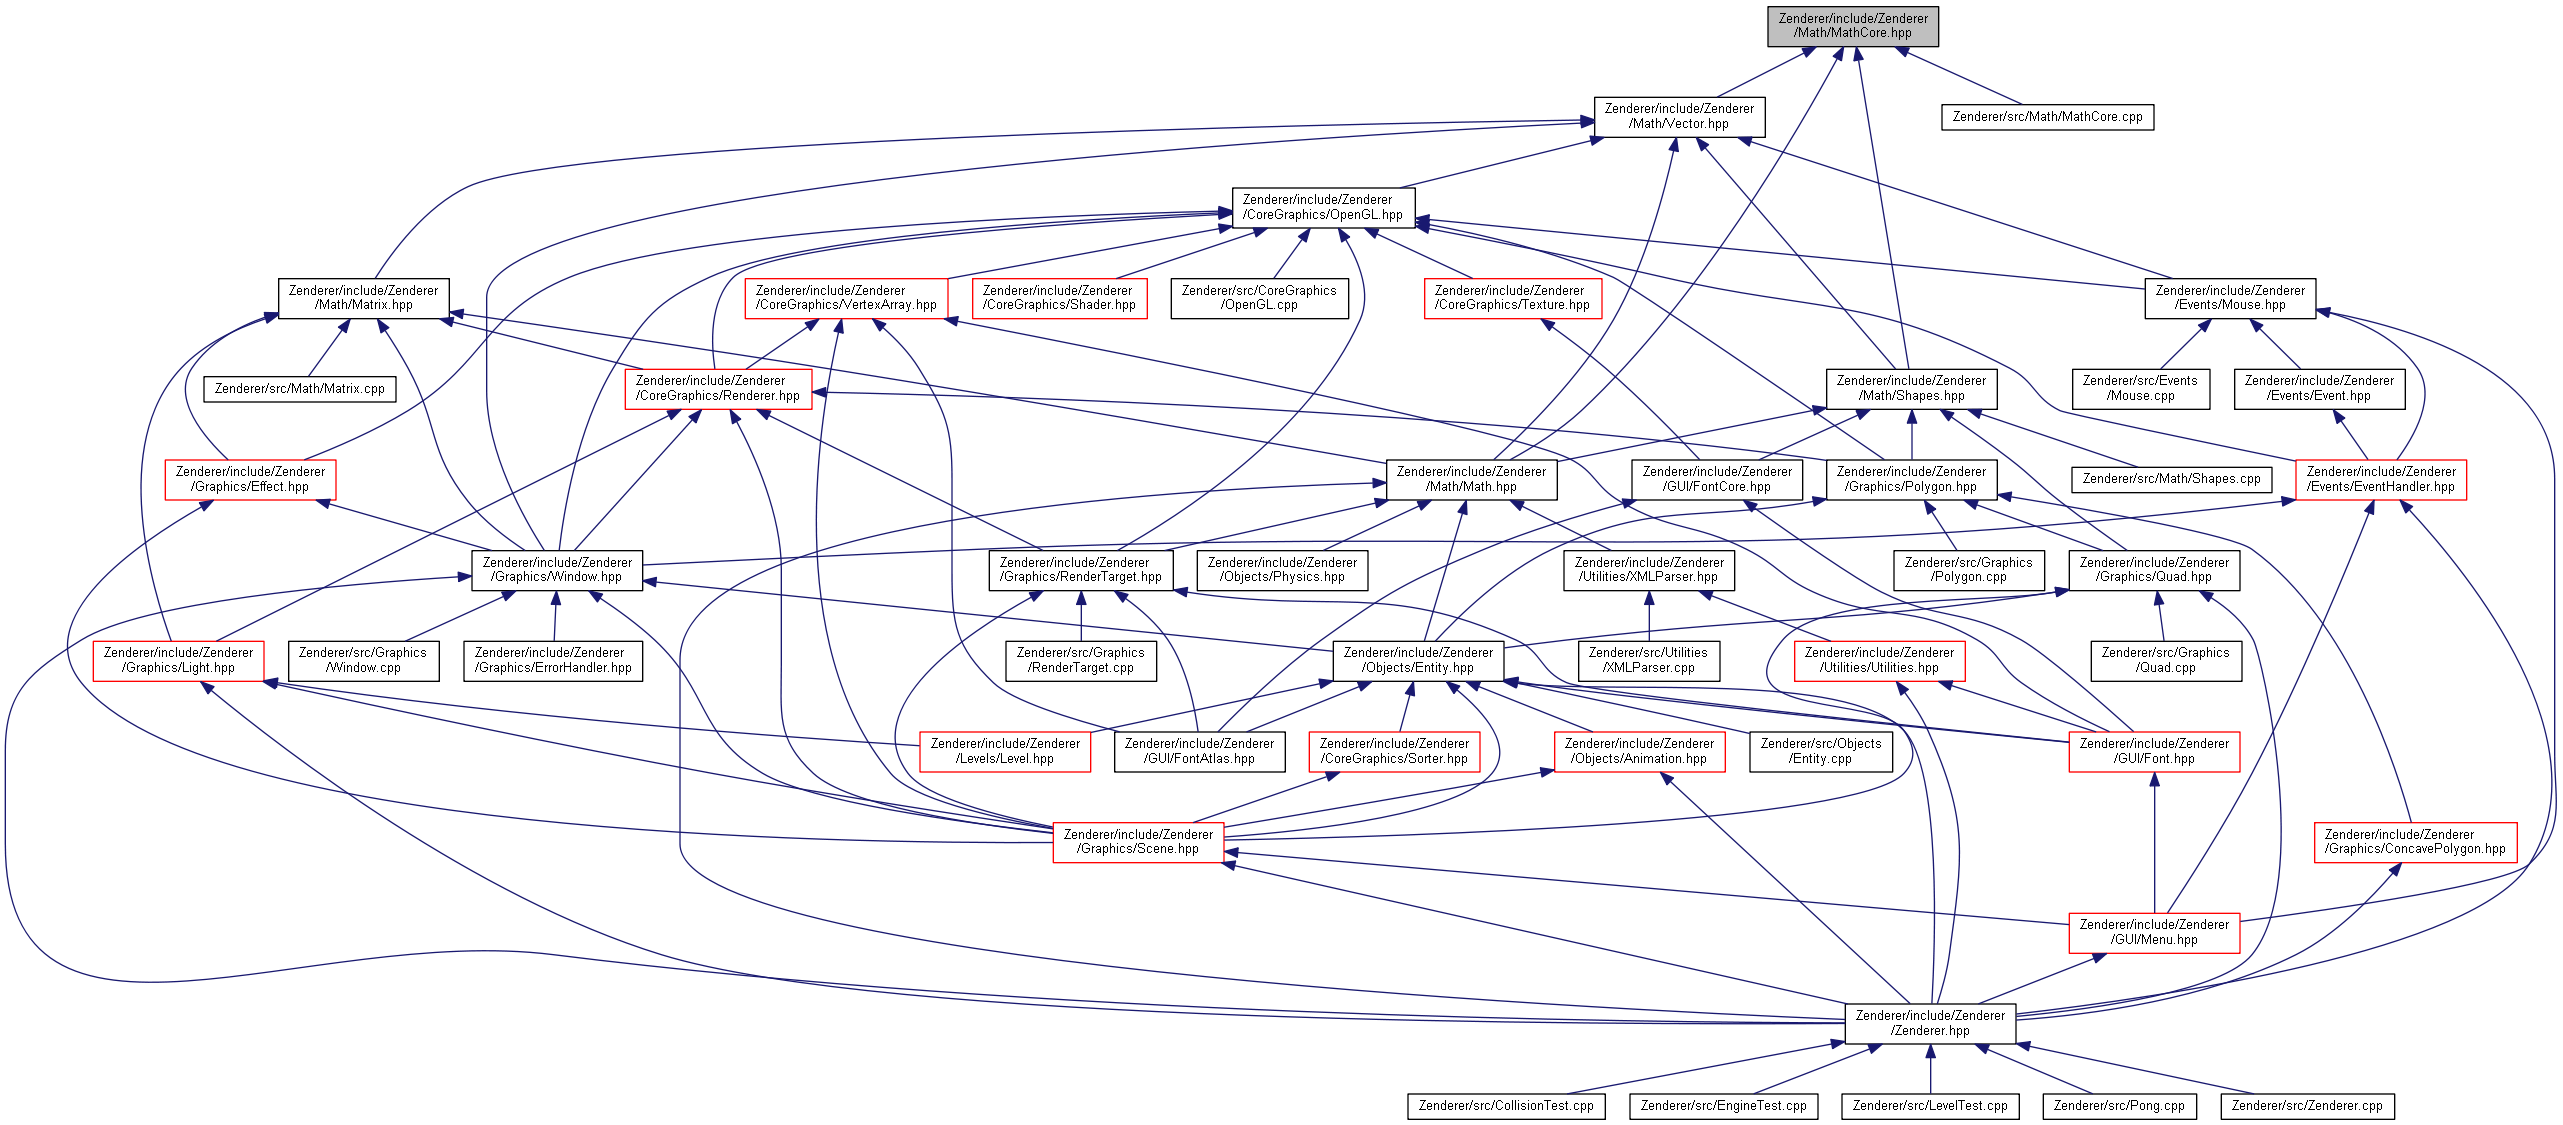 Zenderer/include/Zenderer
/Math/MathCore.hpp
Zenderer/include/Zenderer
/Math/Vector.hpp
Zenderer/src/Math/MathCore.cpp
Zenderer/include/Zenderer
/CoreGraphics/OpenGL.hpp
Zenderer/include/Zenderer
/Math/Matrix.hpp
Zenderer/include/Zenderer
/CoreGraphics/VertexArray.hpp
Zenderer/include/Zenderer
/CoreGraphics/Shader.hpp
Zenderer/src/CoreGraphics
/OpenGL.cpp
Zenderer/include/Zenderer
/CoreGraphics/Texture.hpp
Zenderer/include/Zenderer
/Events/Mouse.hpp
Zenderer/src/Math/Matrix.cpp
Zenderer/include/Zenderer
/CoreGraphics/Renderer.hpp
Zenderer/include/Zenderer
/Math/Shapes.hpp
Zenderer/src/Events
/Mouse.cpp
Zenderer/include/Zenderer
/Events/Event.hpp
Zenderer/include/Zenderer
/Graphics/Effect.hpp
Zenderer/include/Zenderer
/Math/Math.hpp
Zenderer/include/Zenderer
/GUI/FontCore.hpp
Zenderer/include/Zenderer
/Graphics/Polygon.hpp
Zenderer/src/Math/Shapes.cpp
Zenderer/include/Zenderer
/Events/EventHandler.hpp
Zenderer/include/Zenderer
/Graphics/Window.hpp
Zenderer/include/Zenderer
/Graphics/RenderTarget.hpp
Zenderer/include/Zenderer
/Objects/Physics.hpp
Zenderer/include/Zenderer
/Utilities/XMLParser.hpp
Zenderer/src/Graphics
/Polygon.cpp
Zenderer/include/Zenderer
/Graphics/Quad.hpp
Zenderer/include/Zenderer
/Graphics/Light.hpp
Zenderer/src/Graphics
/Window.cpp
Zenderer/include/Zenderer
/Graphics/ErrorHandler.hpp
Zenderer/src/Graphics
/RenderTarget.cpp
Zenderer/include/Zenderer
/Objects/Entity.hpp
Zenderer/src/Utilities
/XMLParser.cpp
Zenderer/include/Zenderer
/Utilities/Utilities.hpp
Zenderer/src/Graphics
/Quad.cpp
Zenderer/include/Zenderer
/Levels/Level.hpp
Zenderer/include/Zenderer
/GUI/FontAtlas.hpp
Zenderer/include/Zenderer
/CoreGraphics/Sorter.hpp
Zenderer/include/Zenderer
/Objects/Animation.hpp
Zenderer/src/Objects
/Entity.cpp
Zenderer/include/Zenderer
/GUI/Font.hpp
Zenderer/include/Zenderer
/Graphics/Scene.hpp
Zenderer/include/Zenderer
/Graphics/ConcavePolygon.hpp
Zenderer/include/Zenderer
/GUI/Menu.hpp
Zenderer/include/Zenderer
/Zenderer.hpp
Zenderer/src/CollisionTest.cpp
Zenderer/src/EngineTest.cpp
Zenderer/src/LevelTest.cpp
Zenderer/src/Pong.cpp
Zenderer/src/Zenderer.cpp